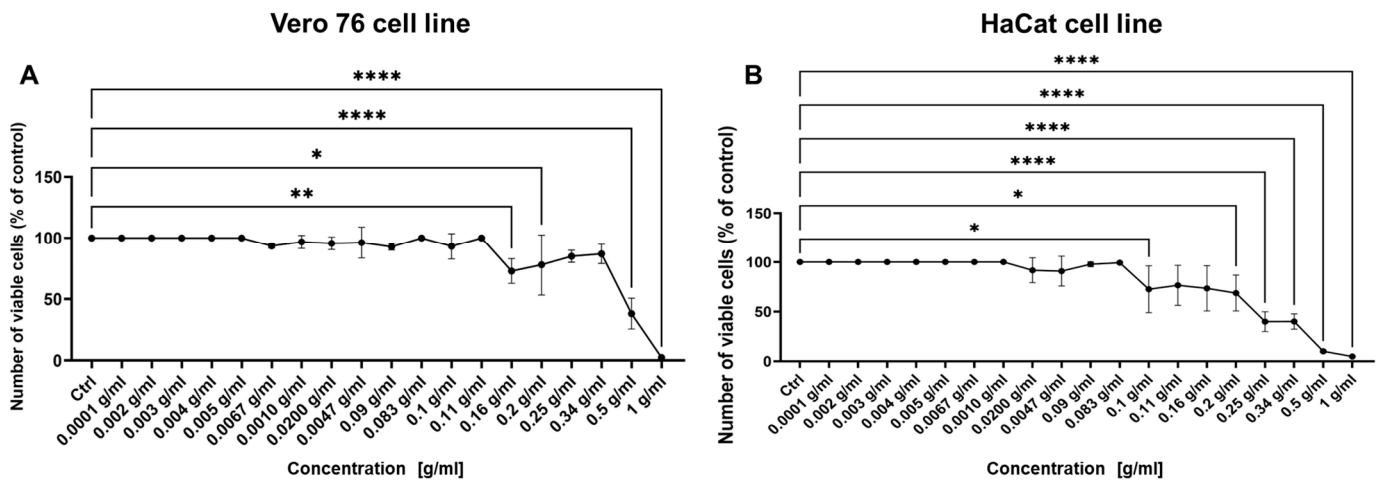 Vero 76 cell line
A
****
****
*
**
Number of viable cells (% of control)
150
100
50
0
Ctrl
0.0001 g/ml
0.002 g/ml
0.003 g/ml
0.004 g/ml
0.005 g/ml
0.0067 g/ml
0.0010 g/ml
0.0200 g/ml
0.0047 g/ml
0.09 g/ml
0.083 g/ml
0.1 g/ml
0.11 g/ml
0.16 g/ml
0.2 g/ml
0.25 g/ml
0.34 g/ml
0.5 g/ml
1 g/ml
Concentration [g/ml]
HaCat cell line
B
****
****
****
****
*
*
Number of viable cells (% of control)
150
100
50
0
Ctrl
0.0001 g/ml
0.002 g/ml
0.003 g/ml
0.004 g/ml
0.005 g/ml
0.0067 g/ml
0.0010 g/ml
0.0200 g/ml
0.0047 g/ml
0.09 g/ml
0.083 g/ml
0.1 g/ml
0.11 g/ml
0.16 g/ml
0.2 g/ml
0.25 g/ml
0.34 g/ml
0.5 g/ml
1 g/ml
Concentration [g/ml]